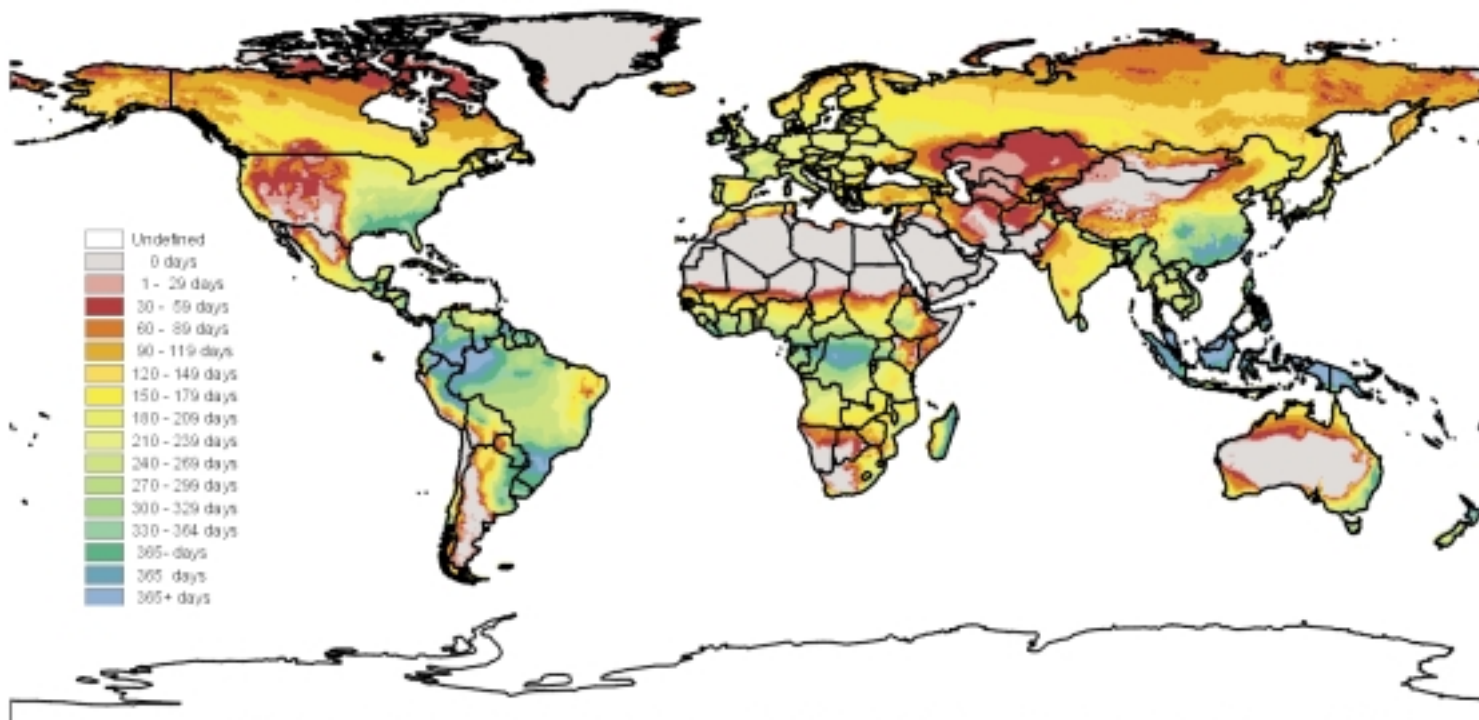 Undefined
0 days
1 - 29 days
30 - 59 days
60 - 89 days
90 - 119 days
120 - 149 days
150 - 179 days
180 - 209 days
210 - 239 days
240 - 269 days
270 - 299 days
300 - 329 days
330 - 364 days
365- days
365 days
365+ days